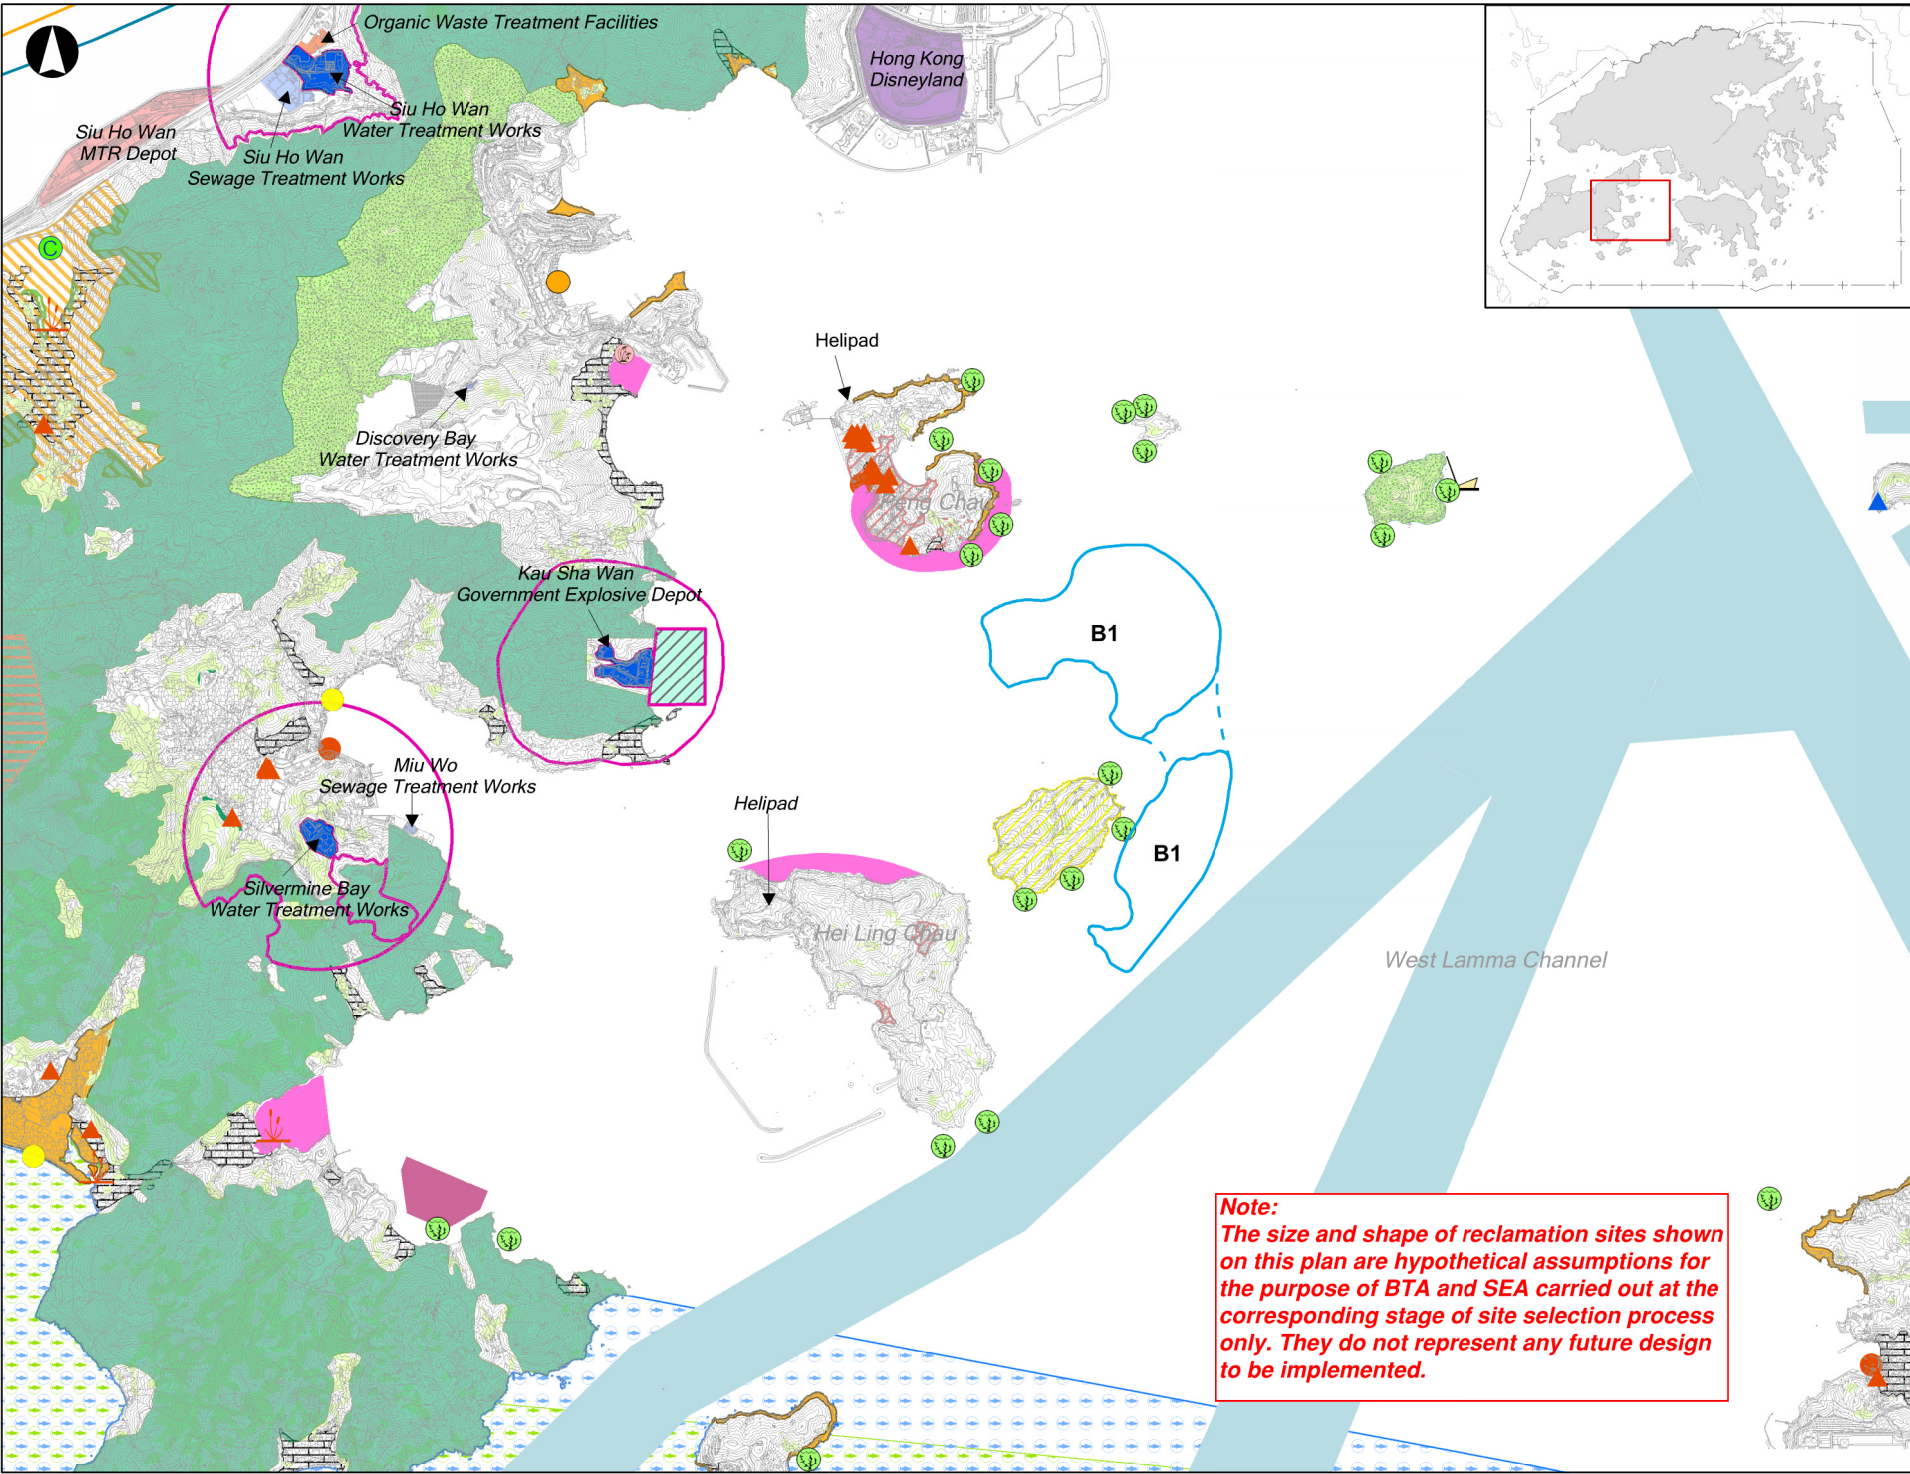 Organic Waste Treatment Facilities
Hong Kong
Disneyland
Siu Ho Wan
Water Treatment Works
Siu Ho Wan
MTR Depot
Siu Ho Wan
Sewage Treatment Works
C
Helipad
Discovery Bay
Water Treatment Works
Peng Chau
Kau Sha Wan
Government Explosive Depot
B1
Miu Wo
Sewage Treatment Works
Helipad
B1
Silvermine Bay
Water Treatment Works
Hei Ling Chau
West Lamma Channel
Note:
The size and shape of reclamation sites shown
on this plan are hypothetical assumptions for
the purpose of BTA and SEA carried out at the
corresponding stage of site selection process
only. They do not represent any future design
to be implemented.